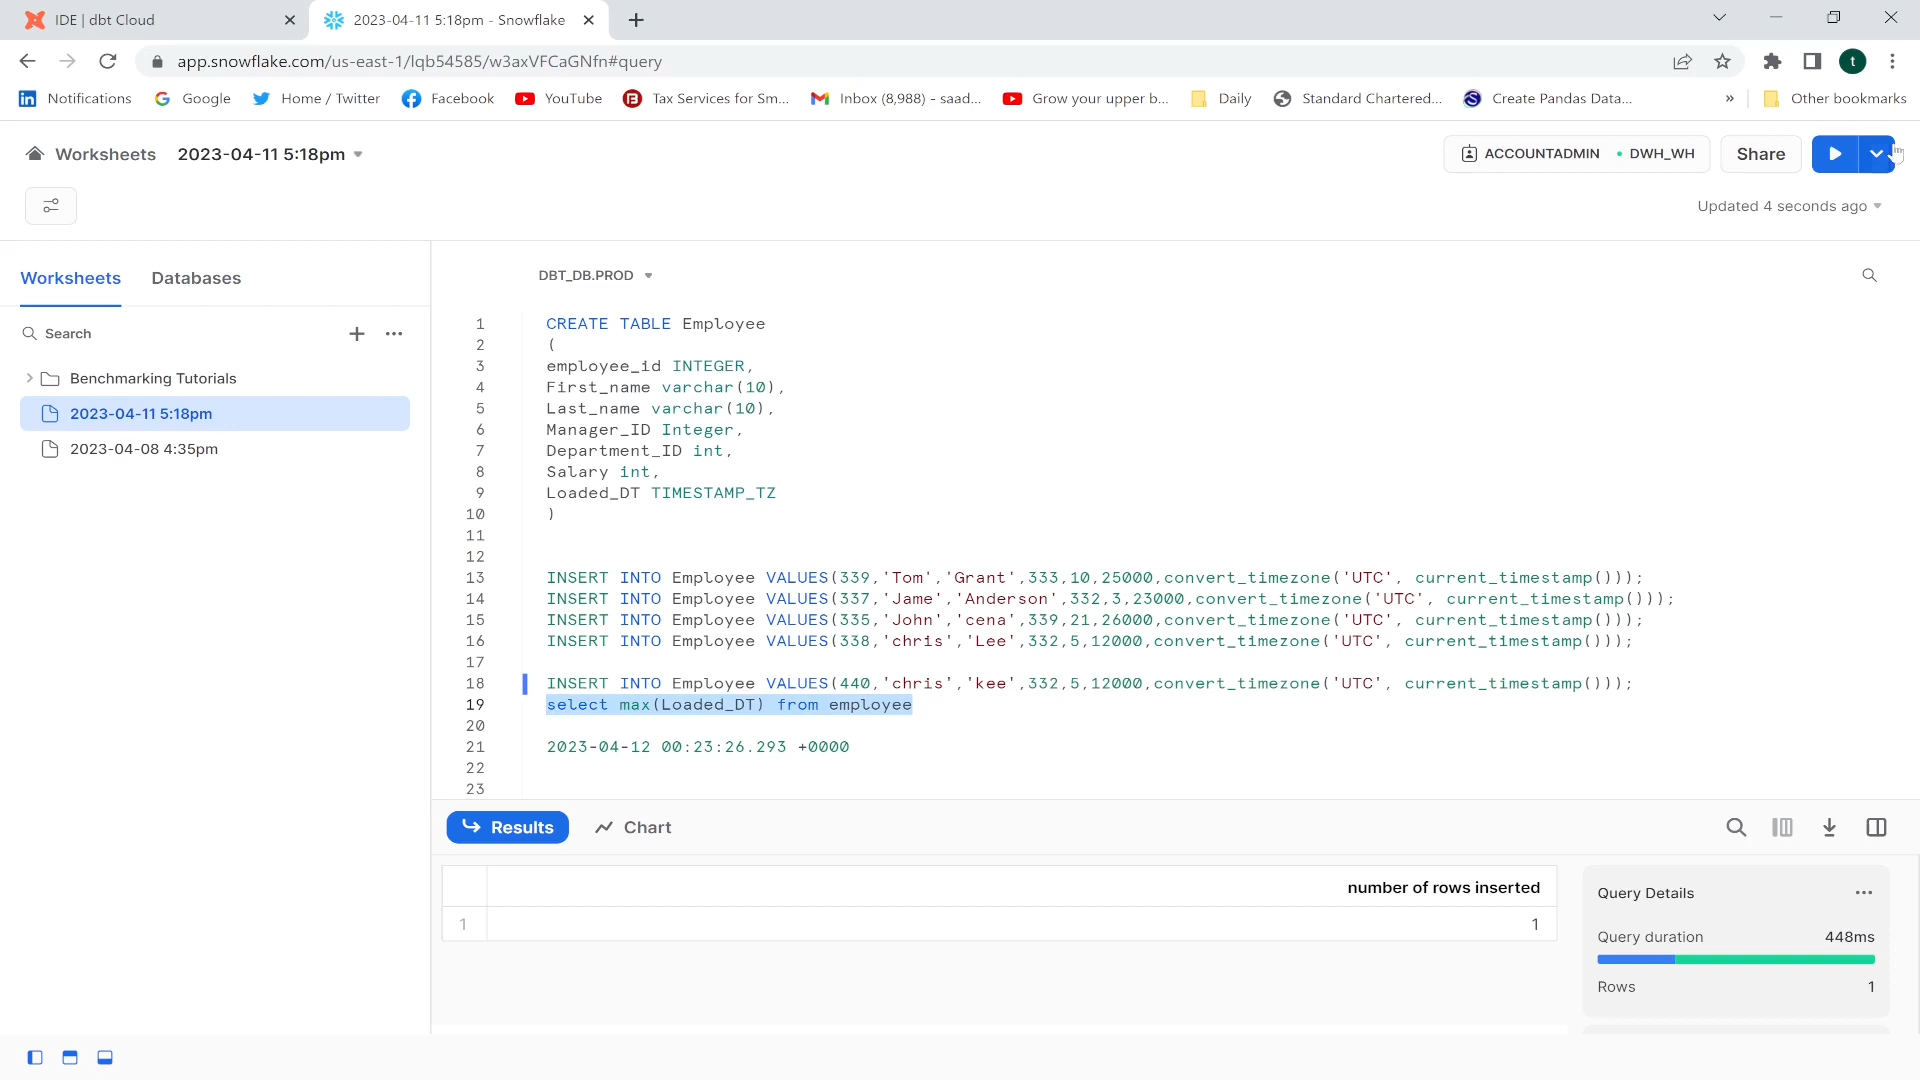 IDE | dbt Cloud
2023-04-11 5:18pm - Snowflake
app.snowflake.com/us-east-1/lqb54585/w3axVFCaGNfn#query
t
Notifications
Google
Home / Twitter
Facebook
YouTube
Tax Services for Sm...
Inbox (8,988) - saad...
Grow your upper b...
Daily
Standard Chartered...
Create Pandas Data...
»
Other bookmarks
Worksheets
2023-04-11 5:18pm
ACCOUNTADMIN
DWH_WH
Share
Updated 4 seconds ago
Worksheets
Databases
Search
Benchmarking Tutorials
2023-04-11 5:18pm
2023-04-08 4:35pm
DBT_DB.PROD
1 CREATE TABLE Employee
2 (
3 employee_id INTEGER,
4 First_name varchar(10),
5 Last_name varchar(10),
6 Manager_ID Integer,
7 Department_ID int,
8 Salary int,
9 Loaded_DT TIMESTAMP_TZ
10 )
11
12
13 INSERT INTO Employee VALUES(339,'Tom','Grant',333,10,25000,convert_timezone('UTC', current_timestamp()));
14 INSERT INTO Employee VALUES(337,'Jame','Anderson',332,3,23000,convert_timezone('UTC', current_timestamp()));
15 INSERT INTO Employee VALUES(335,'John','cena',339,21,26000,convert_timezone('UTC', current_timestamp()));
16 INSERT INTO Employee VALUES(338,'chris','Lee',332,5,12000,convert_timezone('UTC', current_timestamp()));
17
18 INSERT INTO Employee VALUES(440,'chris','kee',332,5,12000,convert_timezone('UTC', current_timestamp()));
19 select max(Loaded_DT) from employee
20
21 2023-04-12 00:23:26.293 +0000
22
23
Results
Chart
number of rows inserted
1 1
Query Details
Query duration 448ms
Rows 1